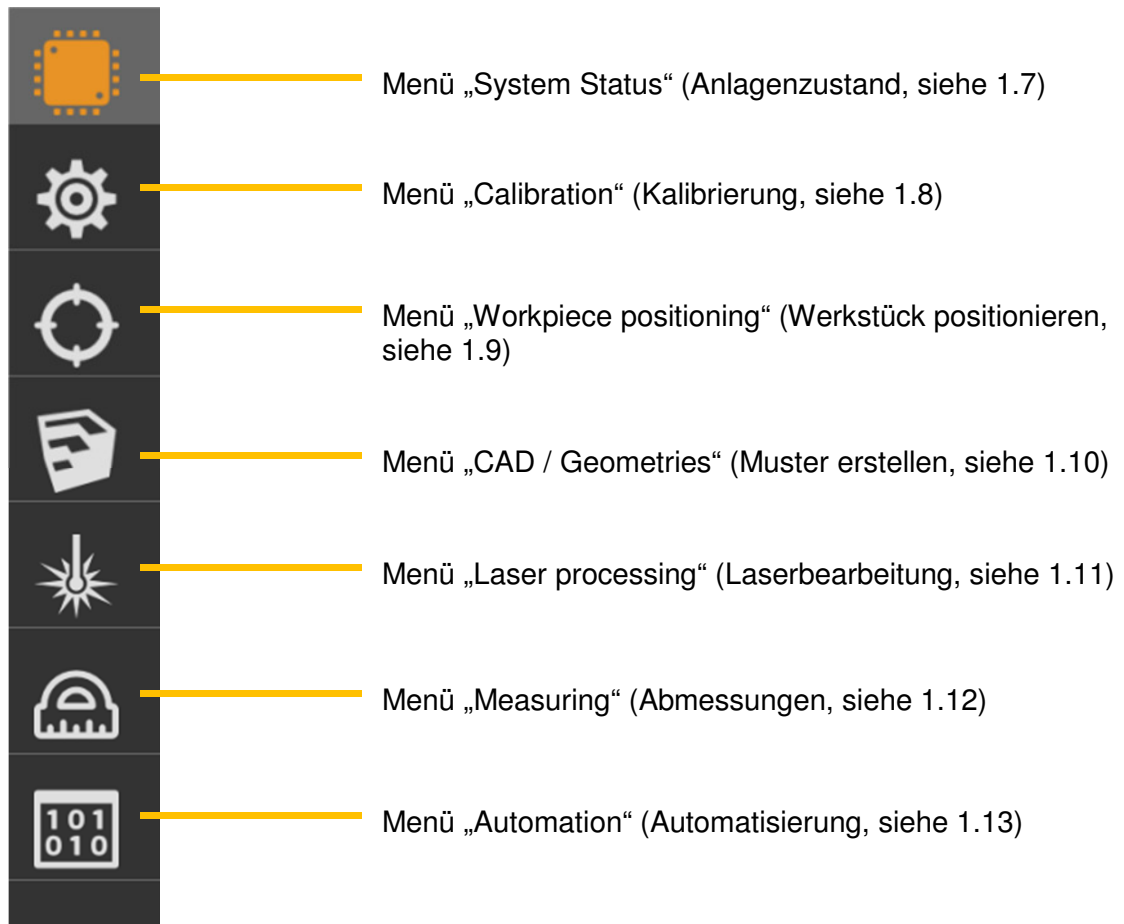 Menü „System Status“ (Anlagenzustand, siehe 1.7)
Menü „Calibration“ (Kalibrierung, siehe 1.8)
Menü „Workpiece positioning“ (Werkstück positionieren,
siehe 1.9)
Menü „CAD / Geometries“ (Muster erstellen, siehe 1.10)
Menü „Laser processing“ (Laserbearbeitung, siehe 1.11)
Menü „Measuring“ (Abmessungen, siehe 1.12)
101
010
Menü „Automation“ (Automatisierung, siehe 1.13)